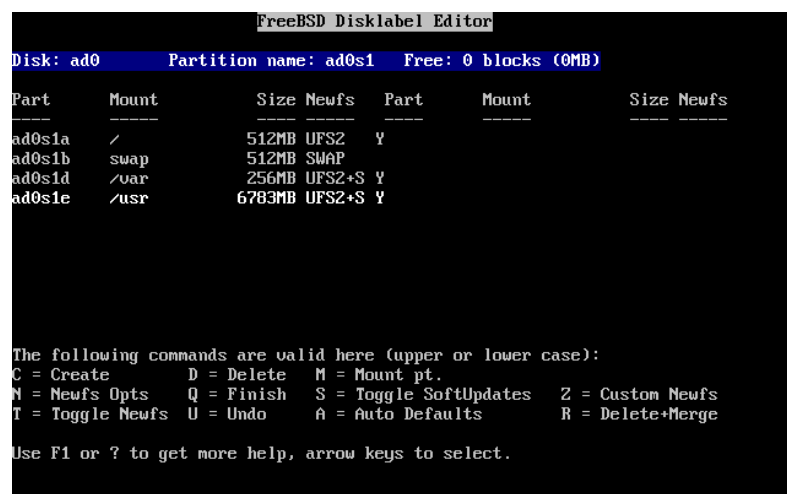 FreeBSD Disklabel Editor
Disk: ad0 Partition name: ad0s1 Free: 0 blocks (0MB)
Part Mount Size Newfs Part Mount Size Newfs
---- ----- ---- ----- ---- ----- ---- -----
ad0s1a / 512MB UFS2 Y
ad0s1b swap 512MB SWAP
ad0s1d /var 256MB UFS2+S Y
ad0s1e /usr 6783MB UFS2+S Y
The following commands are valid here (upper or lower case):
C = Create D = Delete M = Mount pt.
N = Newfs Opts Q = Finish S = Toggle SoftUpdates Z = Custom Newfs
T = Toggle Newfs U = Undo A = Auto Defaults R = Delete+Merge
Use F1 or ? to get more help, arrow keys to select.